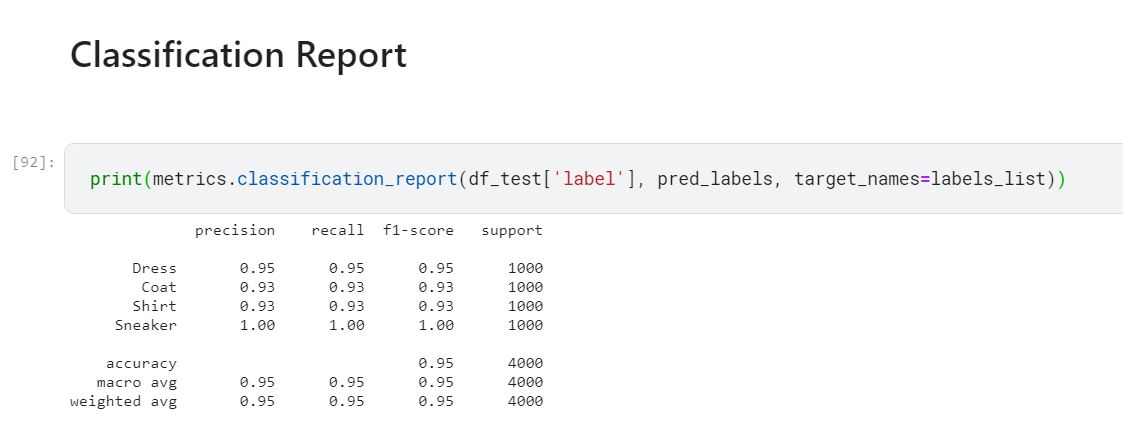 Classification Report
[92]:
print(metrics.classification_report(df_test['label'], pred_labels, target_names=labels_list))
precision recall f1-score support
Dress 0.95 0.95 0.95 1000
Coat 0.93 0.93 0.93 1000
Shirt 0.93 0.93 0.93 1000
Sneaker 1.00 1.00 1.00 1000
accuracy 0.95 4000
macro avg 0.95 0.95 0.95 4000
weighted avg 0.95 0.95 0.95 4000